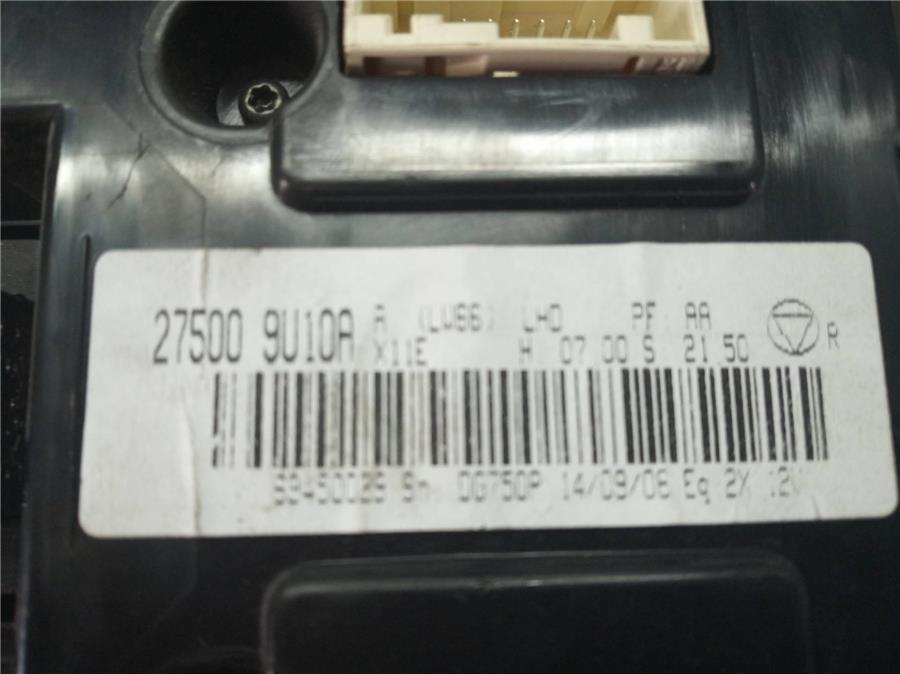 27500 9U10A A (LW66) LHD PF AA
X11E H 07 00 S 21 50 R
69450029 Sn DG750P 14/09/06 Eq 2X 12V